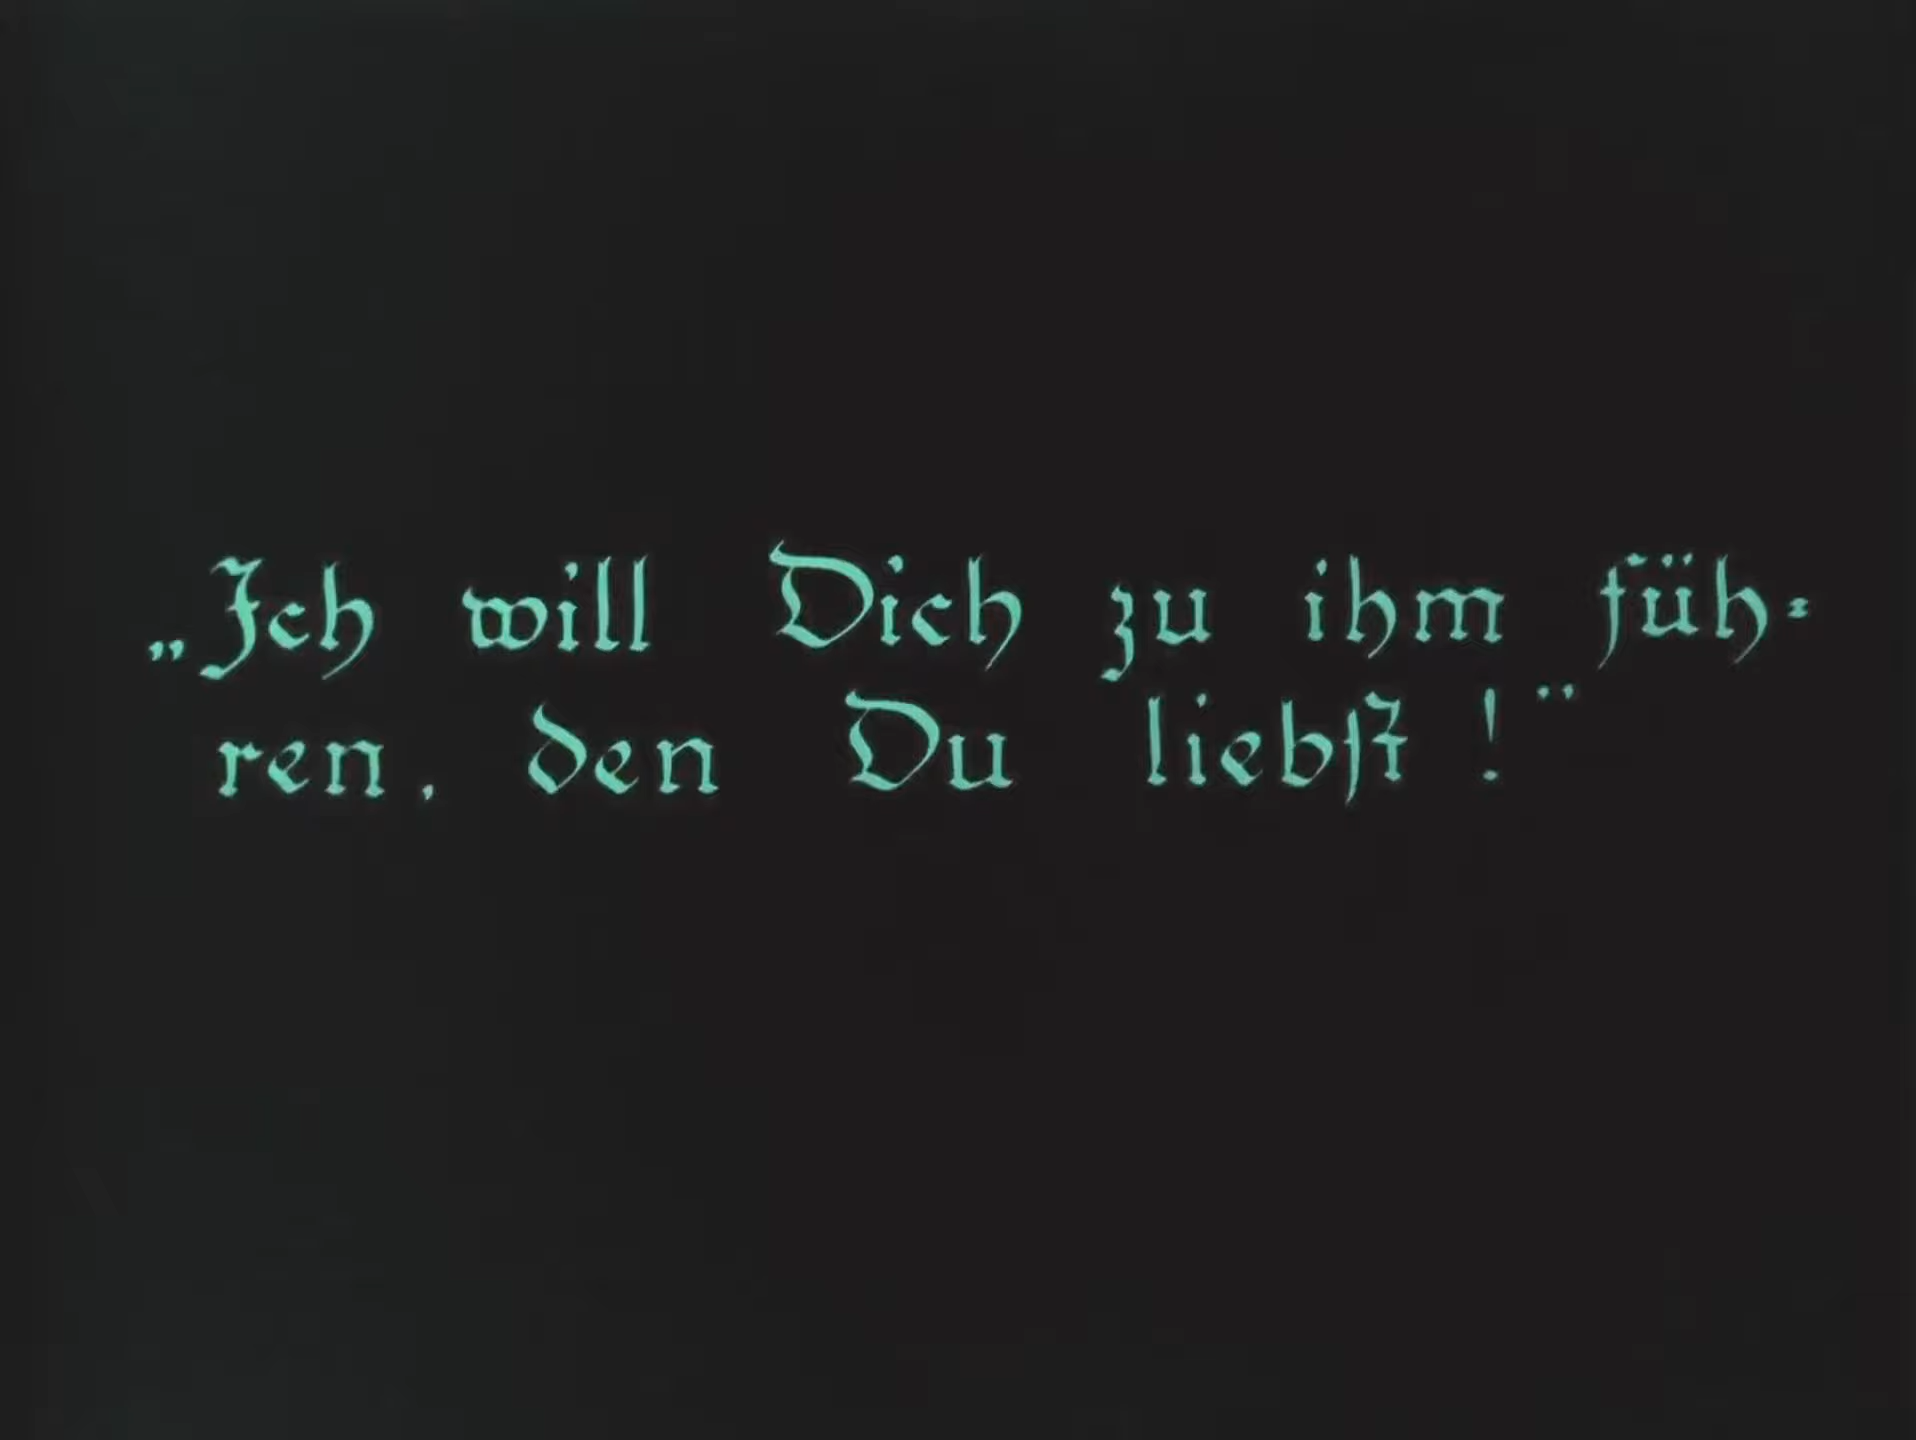 „Ich will Dich zu ihm füh=
ren, den Du liebſt!“